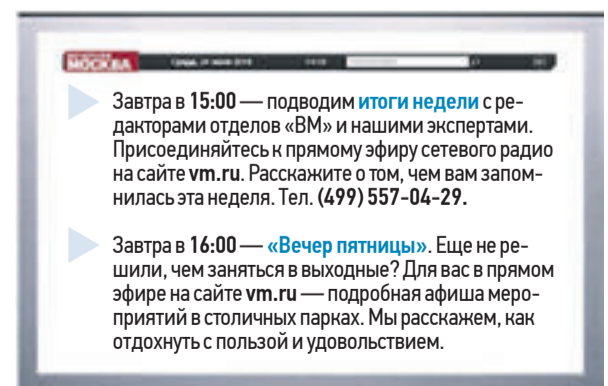 МОСКВА
Завтра в 15:00 — подводим итоги недели с ре-
дакторами отделов «ВМ» и нашими экспертами.
Присоединяйтесь к прямому эфиру сетевого радио
на сайте vm.ru. Расскажите о том, чем вам запом-
нилась эта неделя. Тел. (499) 557-04-29.
Завтра в 16:00 — «Вечер пятницы». Еще не ре-
шили, чем заняться в выходные? Для вас в прямом
эфире на сайте vm.ru — подробная афиша меро-
приятий в столичных парках. Мы расскажем, как
отдохнуть с пользой и удовольствием.